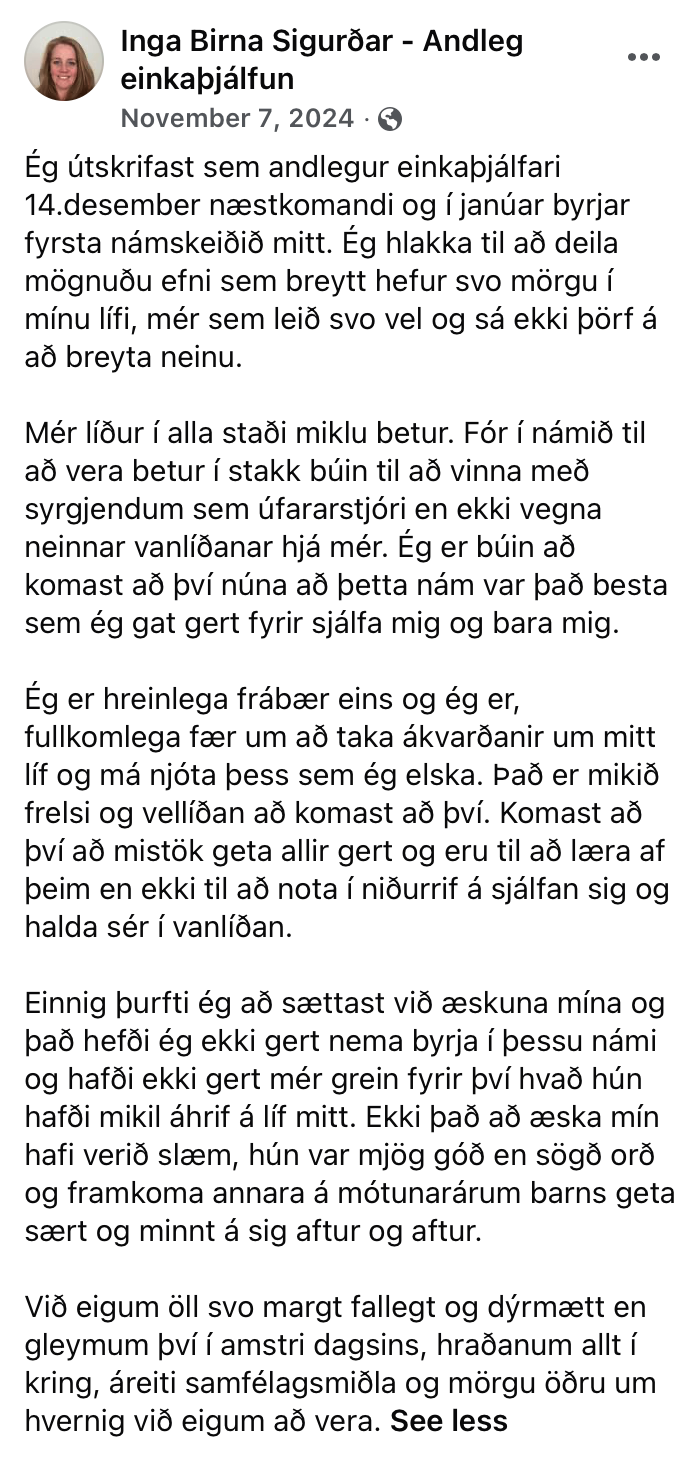 Inga Birna Sigurðar - Andleg
einkaþjálfun
November 7, 2024 ·
Ég útskrifast sem andlegur einkaþjálfari
14.desember næstkomandi og í janúar byrjar
fyrsta námskeiðið mitt. Ég hlakka til að deila
mögnuðu efni sem breytt hefur svo mörgu í
mínu lífi, mér sem leið svo vel og sá ekki þörf á
að breyta neinu.

Mér líður í alla staði miklu betur. Fór í námið til
að vera betur í stakk búin til að vinna með
syrgjendum sem úfararstjóri en ekki vegna
neinnar vanlíðanar hjá mér. Ég er búin að
komast að því núna að þetta nám var það besta
sem ég gat gert fyrir sjálfa mig og bara mig.

Ég er hreinlega frábær eins og ég er,
fullkomlega fær um að taka ákvarðanir um mitt
líf og má njóta þess sem ég elska. Það er mikið
frelsi og vellíðan að komast að því. Komast að
því að mistök geta allir gert og eru til að læra af
þeim en ekki til að nota í niðurrif á sjálfan sig og
halda sér í vanlíðan.

Einnig þurfti ég að sættast við æskuna mína og
það hefði ég ekki gert nema byrja í þessu námi
og hafði ekki gert mér grein fyrir því hvað hún
hafði mikil áhrif á líf mitt. Ekki það að æska mín
hafi verið slæm, hún var mjög góð en sögð orð
og framkoma annara á mótunarárum barns geta
sært og minnt á sig aftur og aftur.

Við eigum öll svo margt fallegt og dýrmætt en
gleymum því í amstri dagsins, hraðanum allt í
kring, áreiti samfélagsmiðla og mörgu öðru um
hvernig við eigum að vera. See less